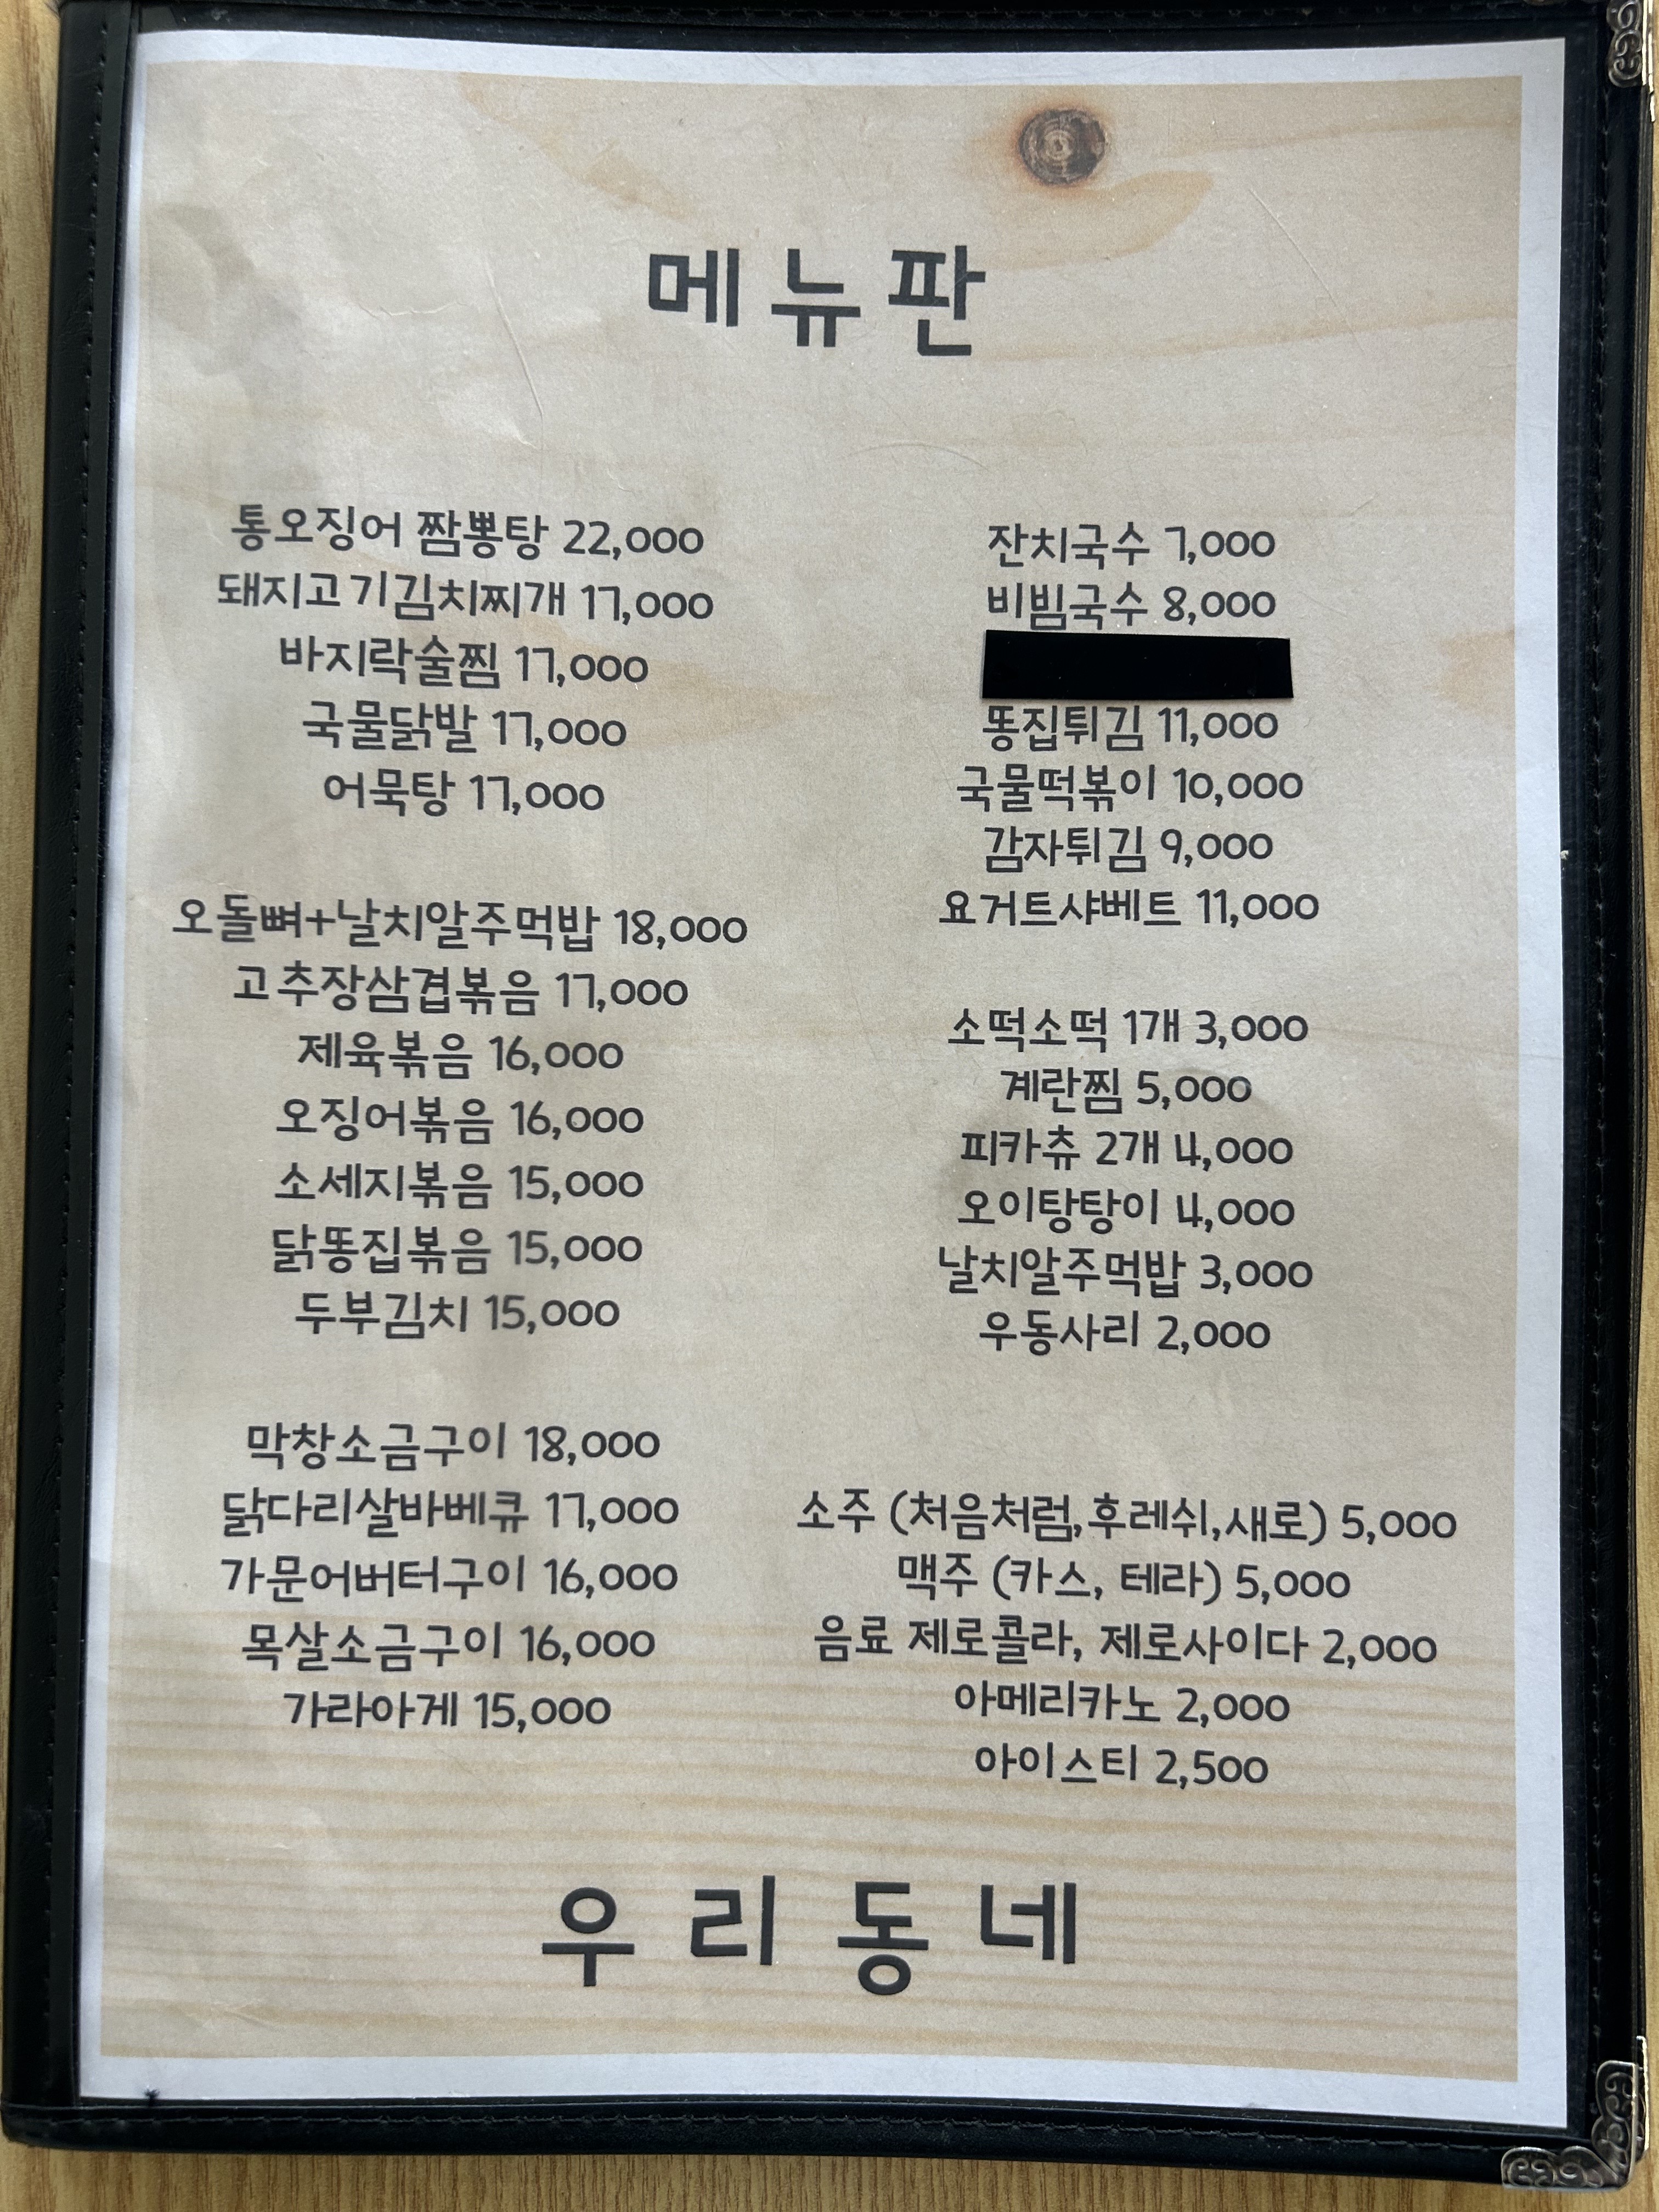 메뉴판
통오징어 짬뽕탕 22,000
돼지고기김치찌개 17,000
바지락술찜 17,000
국물닭발 17,000
어묵탕 17,000
오돌뼈+날치알주먹밥 18,000
고추장삼겹볶음 17,000
제육볶음 16,000
오징어볶음 16,000
소세지볶음 15,000
닭똥집볶음 15,000
두부김치 15,000
막창소금구이 18,000
닭다리살바베큐 17,000
가문어버터구이 16,000
목살소금구이 16,000
가라아게 15,000
잔치국수 7,000
비빔국수 8,000
똥집튀김 11,000
국물떡볶이 10,000
감자튀김 9,000
요거트샤베트 11,000
소떡소떡 1개 3,000
계란찜 5,000
피카츄 2개 4,000
오이탕탕이 4,000
날치알주먹밥 3,000
우동사리 2,000
소주 (처음처럼,후레쉬,새로) 5,000
맥주 (카스, 테라) 5,000
음료 제로콜라, 제로사이다 2,000
아메리카노 2,000
아이스티 2,500
우리동네